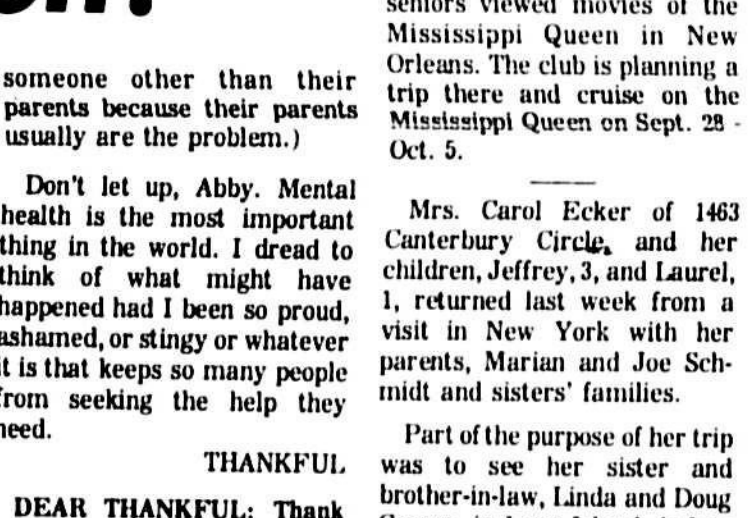 someone other than their
parents because their parents
usually are the problem.)
Don't let up, Abby. Mental
health is the most important
thing in the world. I dread to
think of what might have
happened had I been so proud,
ashamed, or stingy or whatever
it is that keeps so many people
from seeking the help they
need.
THANKFUL
DEAR THANKFUL: Thank
seniors viewed movies of the
Mississippi Queen in New
Orleans. The club is planning a
trip there and cruise on the
Mississippi Queen on Sept. 28 -
Oct. 5.
Mrs. Carol Ecker of 1463
Canterbury Circle, and her
children, Jeffrey, 3, and Laurel,
1, returned last week from a
visit in New York with her
parents, Marian and Joe Sch-
midt and sisters' families.
Part of the purpose of her trip
was to see her sister and
brother-in-law, Linda and Doug